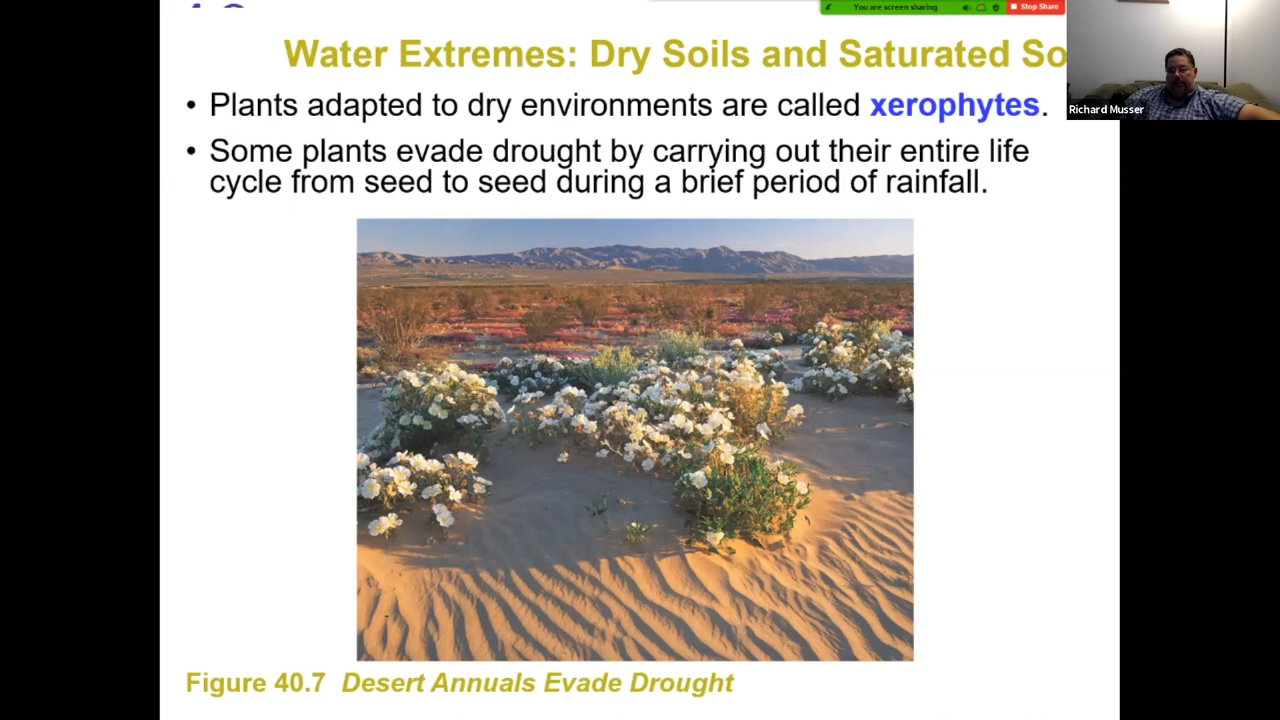 You are screen sharing
Stop Share
Water Extremes: Dry Soils and Saturated So
Richard Musser
• Plants adapted to dry environments are called xerophytes.
• Some plants evade drought by carrying out their entire life
cycle from seed to seed during a brief period of rainfall.
Figure 40.7 Desert Annuals Evade Drought